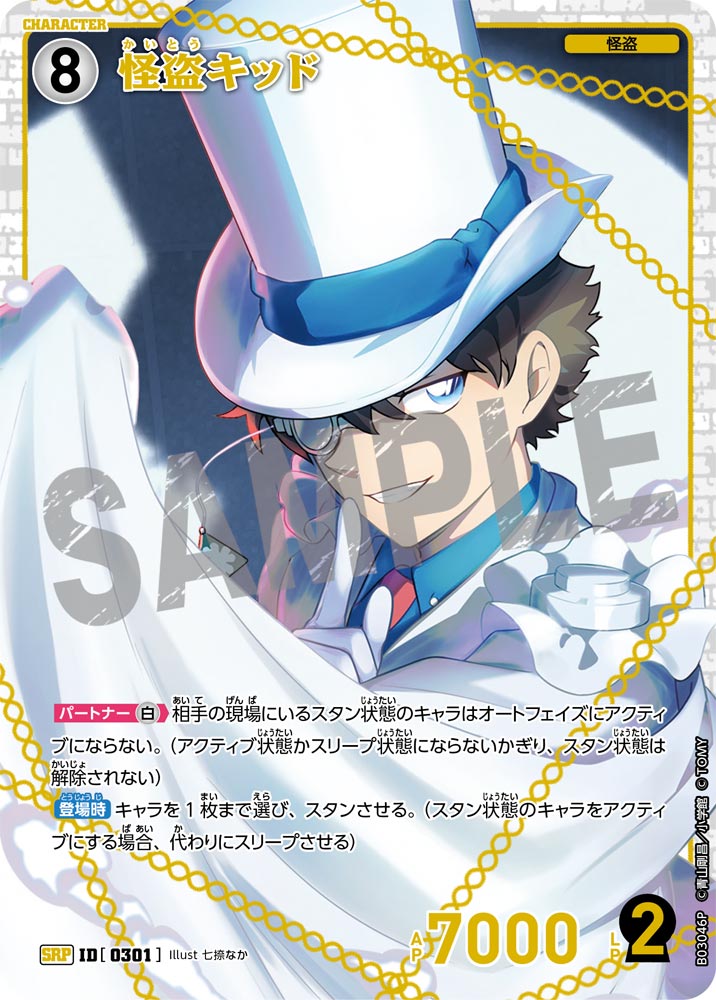 CHARACTER
8
かいとう
怪盗キッド
怪盗
SAMPLE
パートナー 白 相手の現場にいるスタン状態のキャラはオートフェイズにアクティ
ブにならない。(アクティブ状態かスリープ状態にならないかぎり、スタン状態は
解除されない)
登場時 キャラを1枚まで選び、スタンさせる。(スタン状態のキャラをアクティ
ブにする場合、代わりにスリープさせる)
AP 7000 LP 2
SRP ID[ 0301 ] Illust 七捺なか
B03046P ©青山剛昌/小学館 ©TOMY